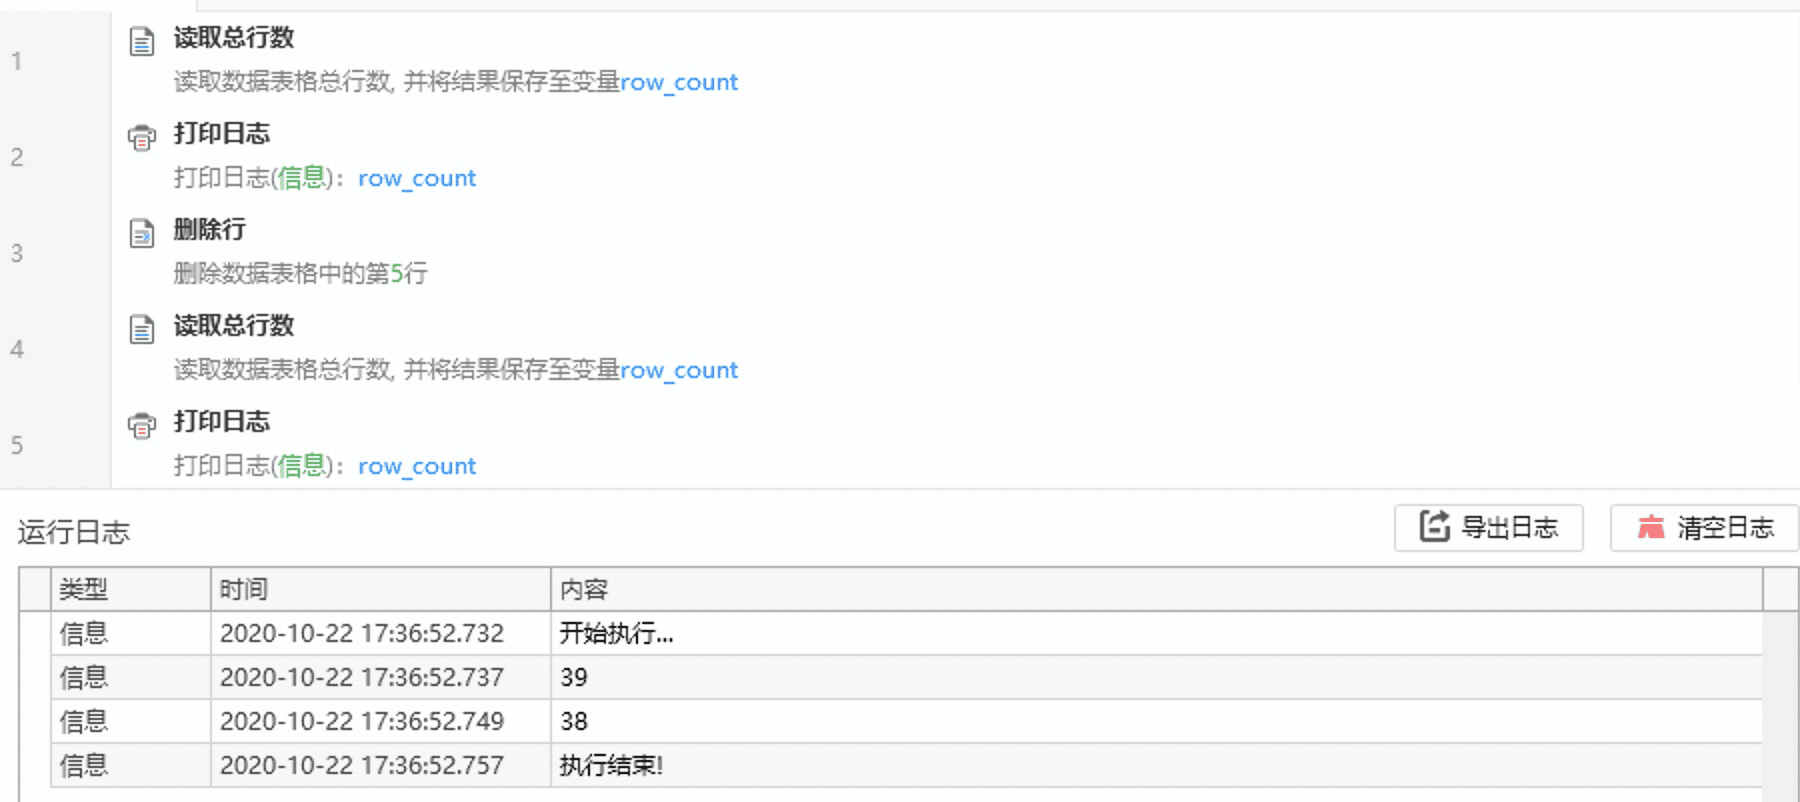 读取总行数
1
读取数据表格总行数, 并将结果保存至变量row_count
打印日志
2
打印日志(信息)：row_count
删除行
3
删除数据表格中的第5行
读取总行数
4
读取数据表格总行数, 并将结果保存至变量row_count
打印日志
5
打印日志(信息)：row_count
运行日志 导出日志 清空日志
类型 时间 内容
信息 2020-10-22 17:36:52.732 开始执行...
信息 2020-10-22 17:36:52.737 39
信息 2020-10-22 17:36:52.749 38
信息 2020-10-22 17:36:52.757 执行结束!